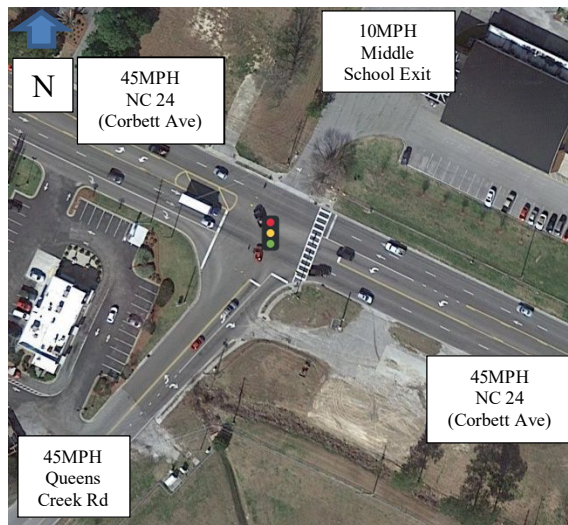 N
45MPH
NC 24
(Corbett Ave)
10MPH
Middle
School Exit
45MPH
NC 24
(Corbett Ave)
45MPH
Queens
Creek Rd